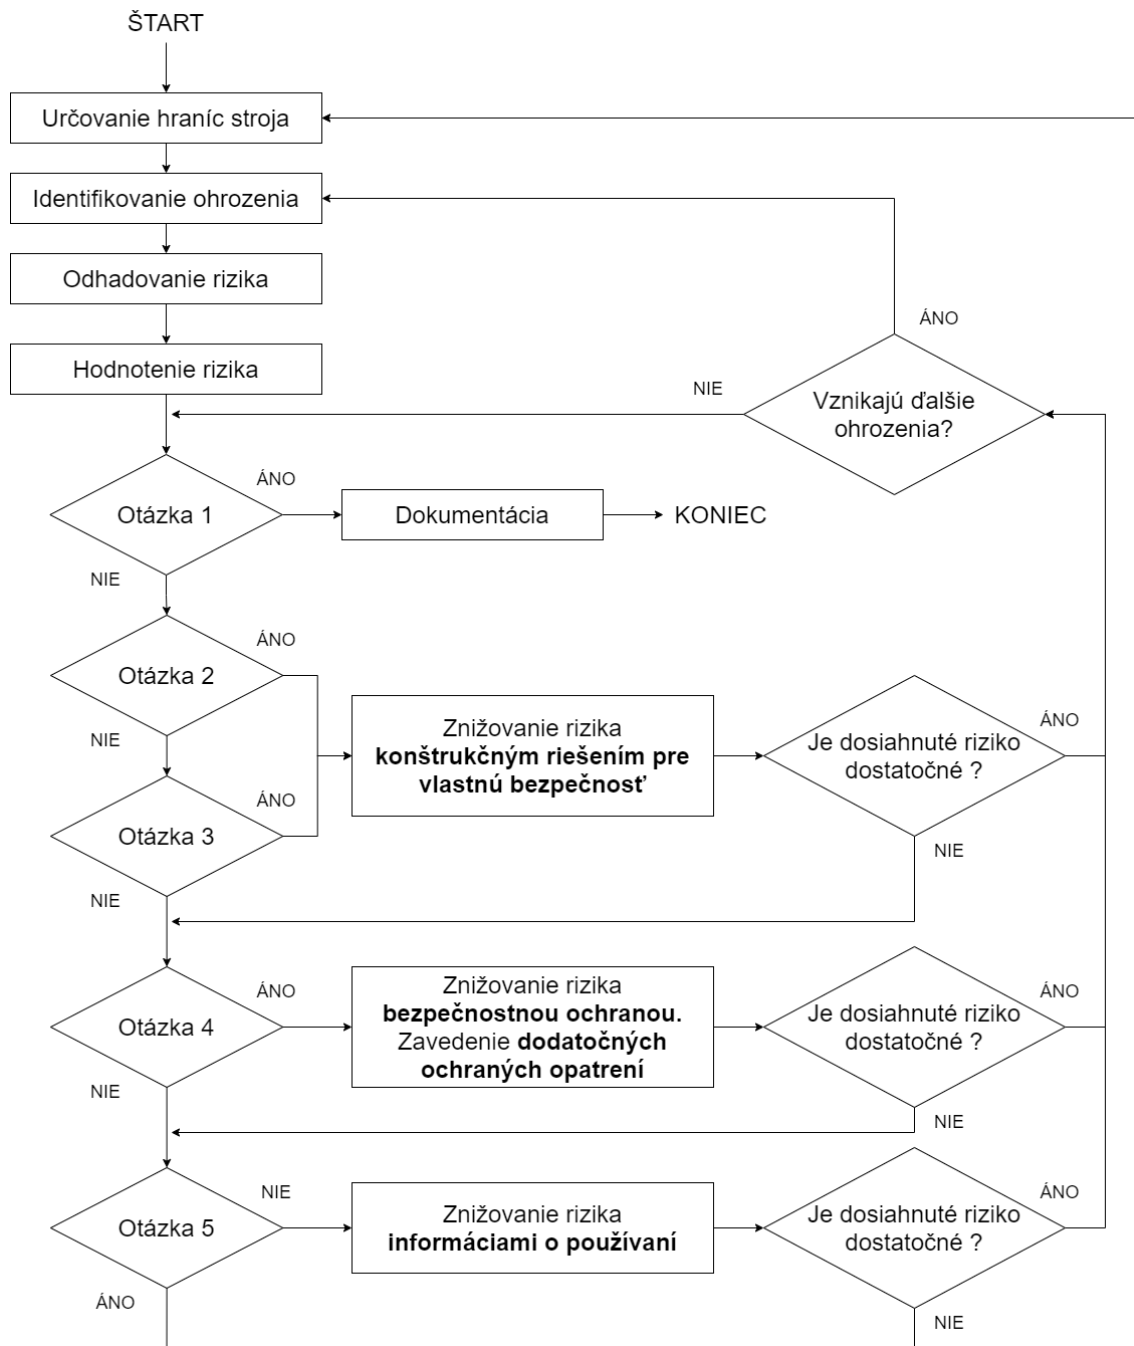 ŠTART
Určovanie hraníc stroja
Identifikovanie ohrozenia
Odhadovanie rizika
ÁNO
Hodnotenie rizika
NIE
Vznikajú ďalšie
ohrozenia?
ÁNO
Otázka 1
Dokumentácia
KONIEC
NIE
ÁNO
Otázka 2
NIE
Znižovanie rizika
konštrukčným riešením pre
vlastnú bezpečnosť
Je dosiahnuté riziko
dostatočné ?
ÁNO
ÁNO
Otázka 3
NIE
NIE
Otázka 4
ÁNO
Znižovanie rizika
bezpečnostnou ochranou.
Zavedenie dodatočných
ochraných opatrení
Je dosiahnuté riziko
dostatočné ?
ÁNO
NIE
NIE
Otázka 5
NIE
Znižovanie rizika
informáciami o používaní
Je dosiahnuté riziko
dostatočné ?
ÁNO
ÁNO
NIE